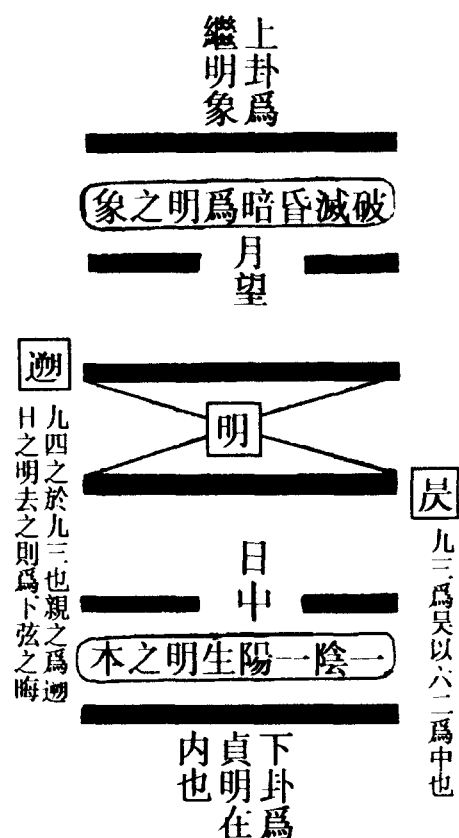 上卦爲
繼明象
破滅昏暗爲明之象
月望
遡
明
昃
九三爲昃以六二爲中也
九四之於九三也親之爲遡
日之明去之則爲下弦之晦
日中
一陰一陽生明之本
下卦爲
貞明在
内也